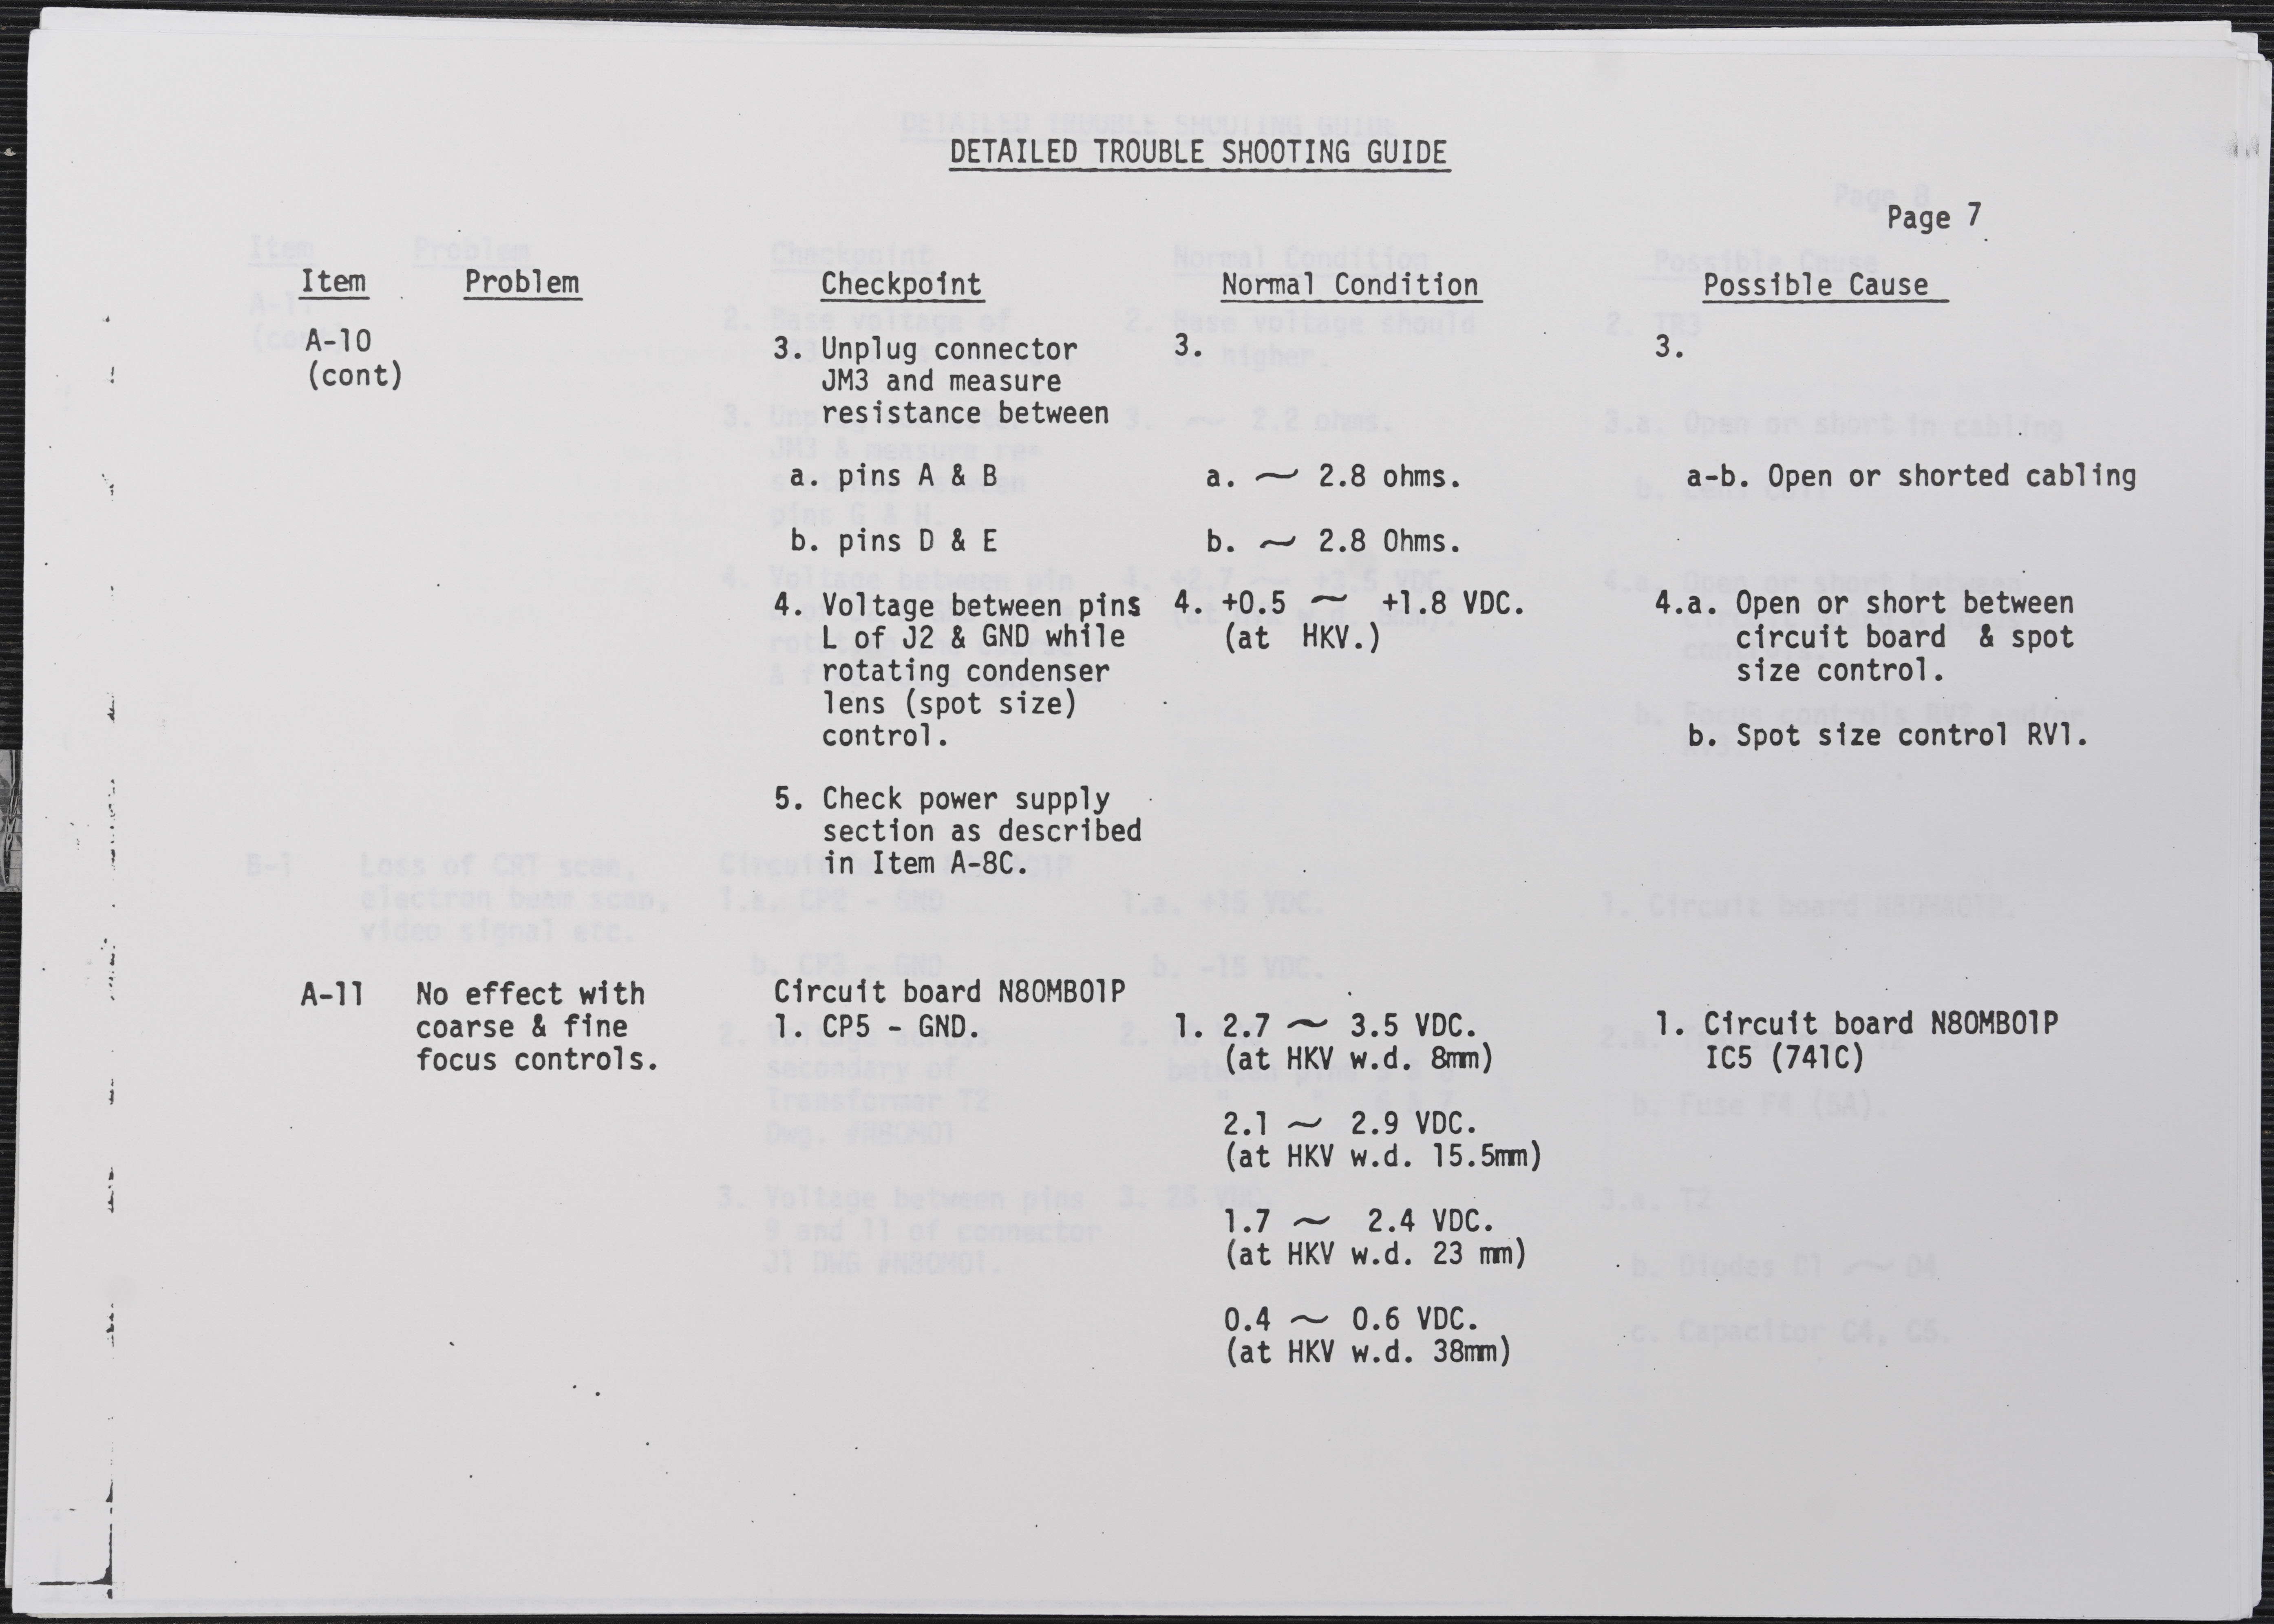 DETAILED TROUBLE SHOOTING GUIDE
Page 7
Item Problem Checkpoint Normal Condition Possible Cause
A-10
(cont)
3. Unplug connector
JM3 and measure
resistance between
3.
3.
a. pins A & B
a. ~ 2.8 ohms.
a-b. Open or shorted cabling
b. pins D & E
b. ~ 2.8 Ohms.
4. Voltage between pins
L of J2 & GND while
rotating condenser
lens (spot size)
control.
4. +0.5 ~ +1.8 VDC.
(at HKV.)
4.a. Open or short between
circuit board & spot
size control.
b. Spot size control RV1.
5. Check power supply
section as described
in Item A-8C.
A-11 No effect with
coarse & fine
focus controls.
Circuit board N80MB01P
1. CP5 - GND.
1. 2.7 ~ 3.5 VDC.
(at HKV w.d. 8mm)
2.1 ~ 2.9 VDC.
(at HKV w.d. 15.5mm)
1.7 ~ 2.4 VDC.
(at HKV w.d. 23 mm)
0.4 ~ 0.6 VDC.
(at HKV w.d. 38mm)
1. Circuit board N80MB01P
IC5 (741C)